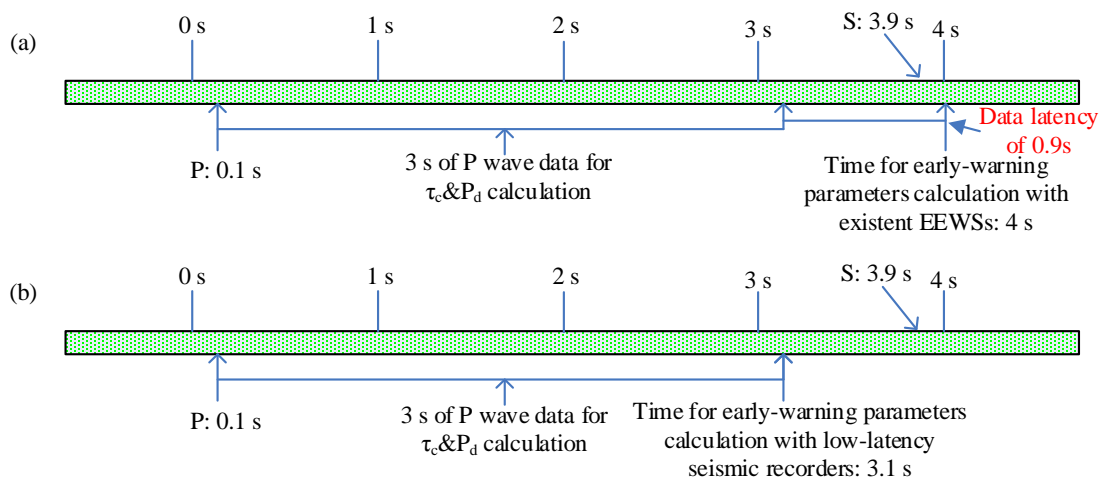 (a)
0 s
1 s
2 s
3 s
S: 3.9 s
4 s
P: 0.1 s
3 s of P wave data for
τc&Pd calculation
Data latency
of 0.9s
Time for early-warning
parameters calculation with
existent EEWSs: 4 s
(b)
0 s
1 s
2 s
3 s
S: 3.9 s
4 s
P: 0.1 s
3 s of P wave data for
τc&Pd calculation
Time for early-warning parameters
calculation with low-latency
seismic recorders: 3.1 s